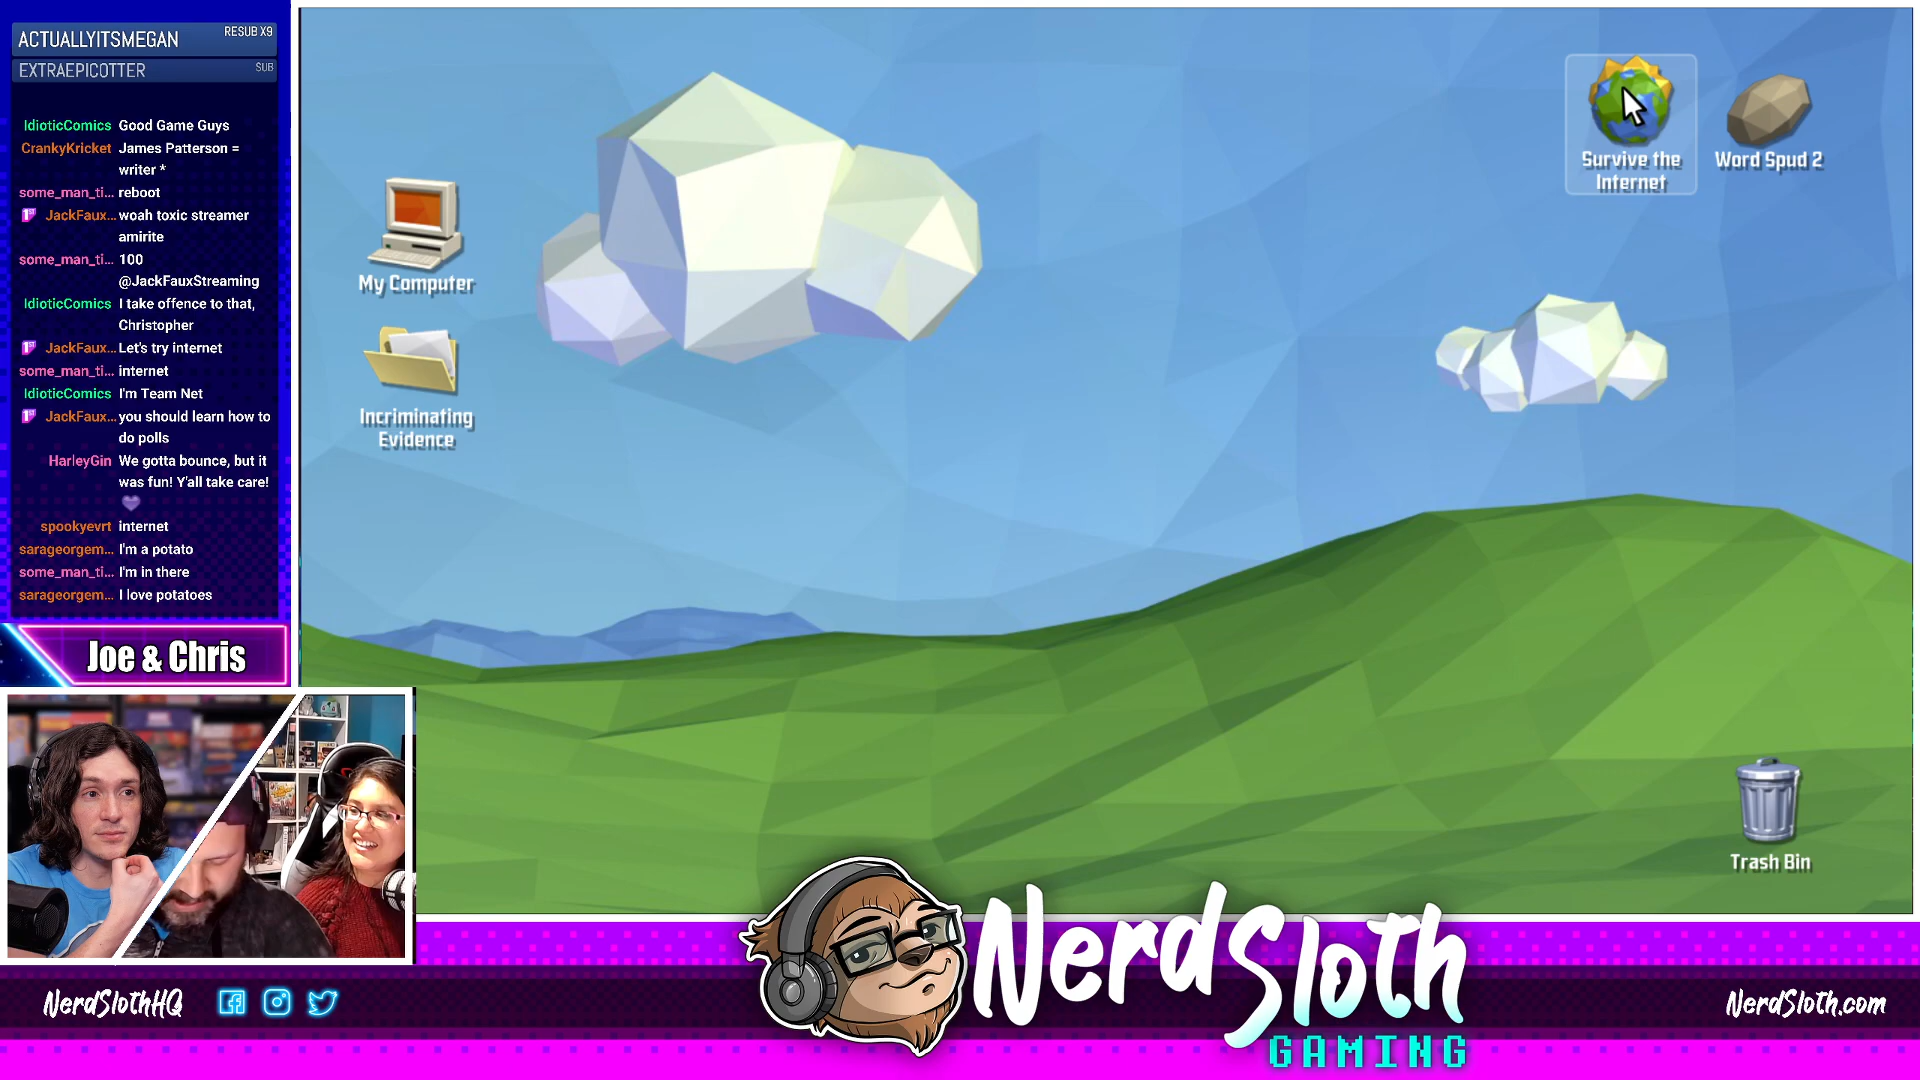 ACTUALLYITSMEGAN RESUB X9
EXTRAEPICOTTER SUB
IdioticComics Good Game Guys
CrankyKricket James Patterson =
writer *
some_man_ti... reboot
JackFaux... woah toxic streamer
amirite
some_man_ti... 100
@JackFauxStreaming
IdioticComics I take offence to that,
Christopher
JackFaux... Let's try internet
some_man_ti... internet
IdioticComics I'm Team Net
JackFaux... you should learn how to
do polls
HarleyGin We gotta bounce, but it
was fun! Y'all take care!
spookyevrt internet
sarageorgem... I'm a potato
some_man_ti... I'm in there
sarageorgem... I love potatoes
Joe & Chris
My Computer
Incriminating
Evidence
Survive the
Internet
Word Spud 2
Trash Bin
NerdSloth
GAMING
NerdSlothHQ
NerdSloth.com